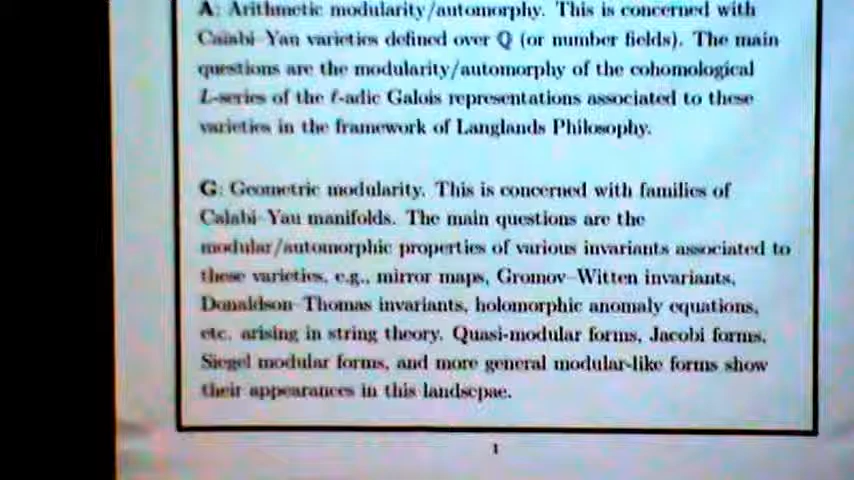 A: Arithmetic modularity/automorphy. This is concerned with
Calabi–Yau varieties defined over Q (or number fields). The main
questions are the modularity/automorphy of the cohomological
L-series of the ℓ-adic Galois representations associated to these
varieties in the framework of Langlands Philosophy.
G: Geometric modularity. This is concerned with families of
Calabi–Yau manifolds. The main questions are the
modular/automorphic properties of various invariants associated to
these varieties, e.g., mirror maps, Gromov–Witten invariants,
Donaldson–Thomas invariants, holomorphic anomaly equations,
etc. arising in string theory. Quasi-modular forms, Jacobi forms,
Siegel modular forms, and more general modular-like forms show
their appearances in this landscpae.
1